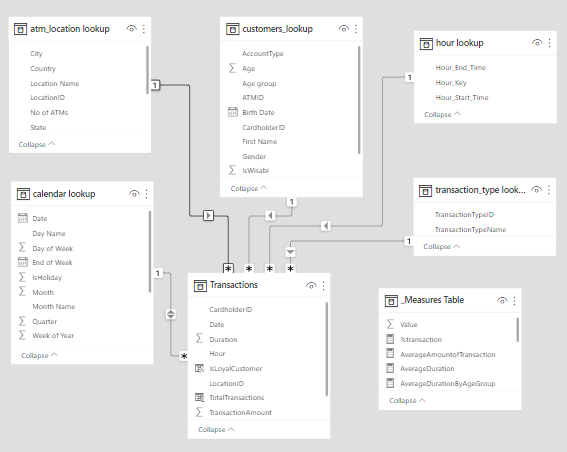 atm_location lookup
City
Country
Location Name
LocationID
No of ATMs
State
Collapse
customers_lookup
AccountType
Age
Age group
ATMID
Birth Date
CardholderID
First Name
Gender
IsWisabi
Collapse
hour lookup
Hour_End_Time
Hour_Key
Hour_Start_Time
Collapse
calendar lookup
Date
Day Name
Day of Week
End of Week
IsHoliday
Month
Month Name
Quarter
Week of Year
Collapse
transaction_type look...
TransactionTypeID
TransactionTypeName
Collapse
Transactions
CardholderID
Date
Duration
Hour
IsLoyalCustomer
LocationID
TotalTransactions
TransactionAmount
Collapse
_Measures Table
Value
%transaction
AverageAmountofTransaction
AverageDuration
AverageDurationByAgeGroup
Collapse
1
1
1
1
1
*
*
*
*
*